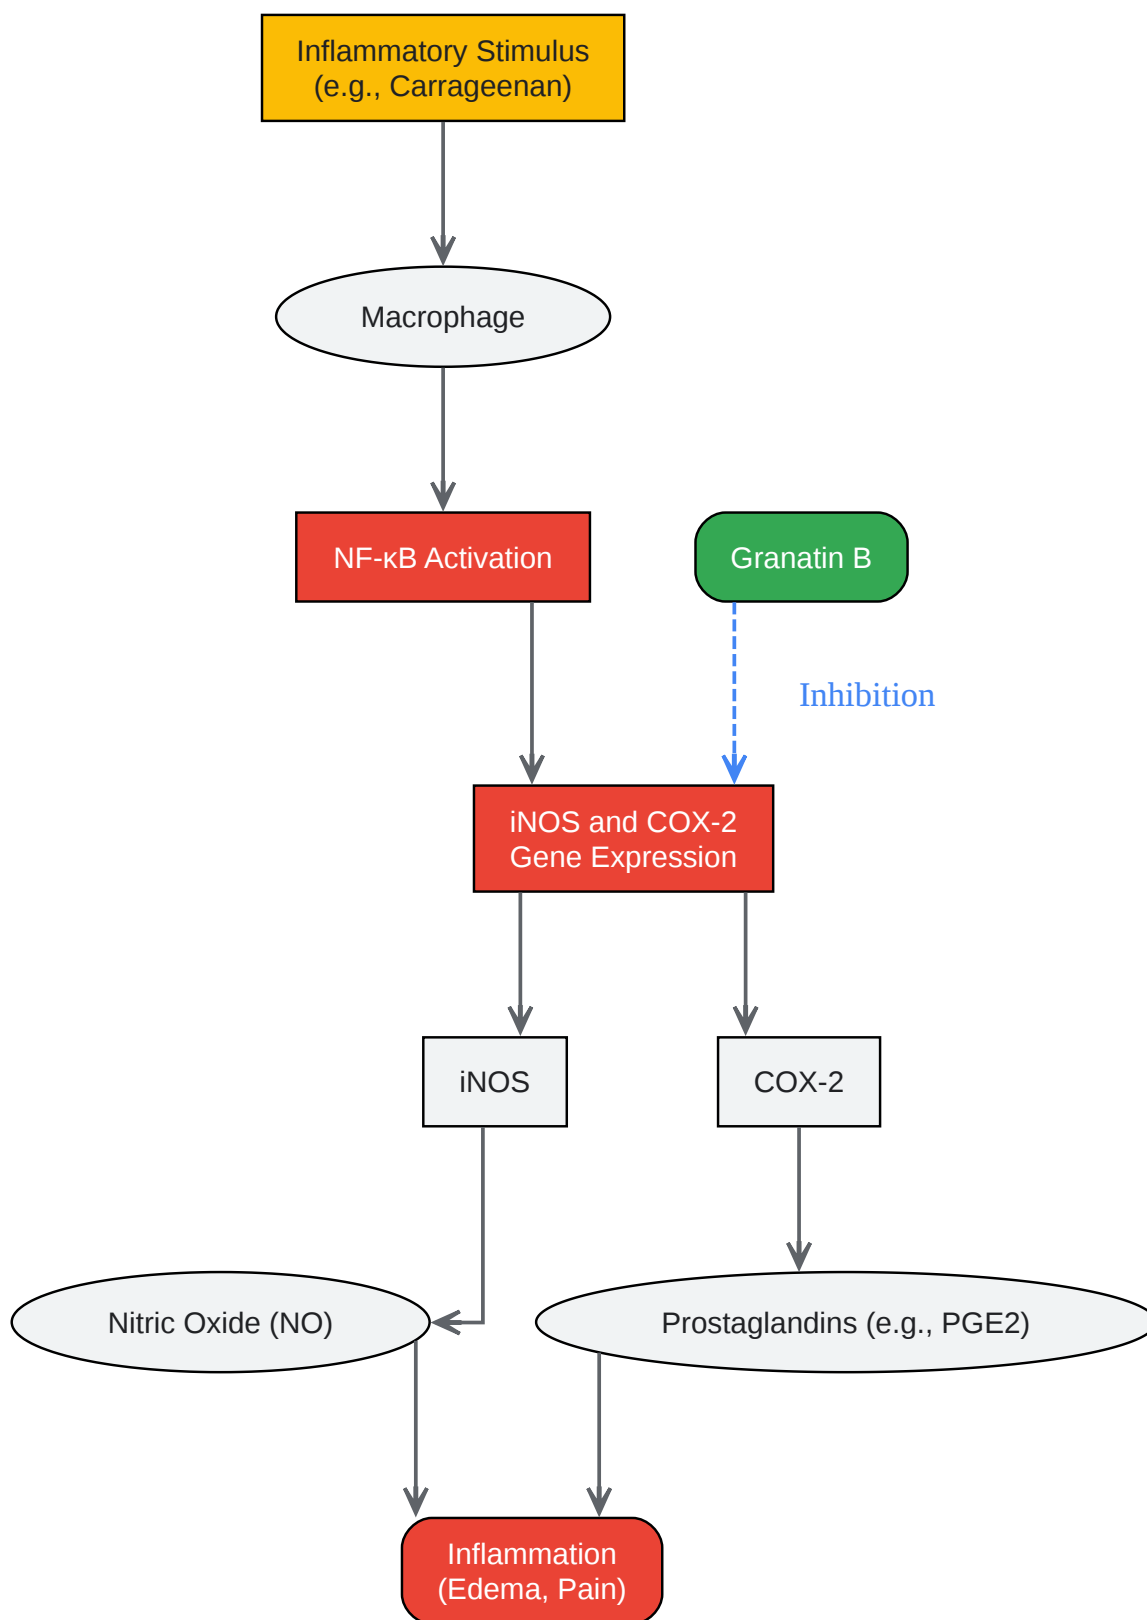 Inflammatory Stimulus
(e.g., Carrageenan)
Macrophage
NF-κB Activation
Granatin B
Inhibition
iNOS and COX-2
Gene Expression
iNOS
COX-2
Nitric Oxide (NO)
Prostaglandins (e.g., PGE2)
Inflammation
(Edema, Pain)